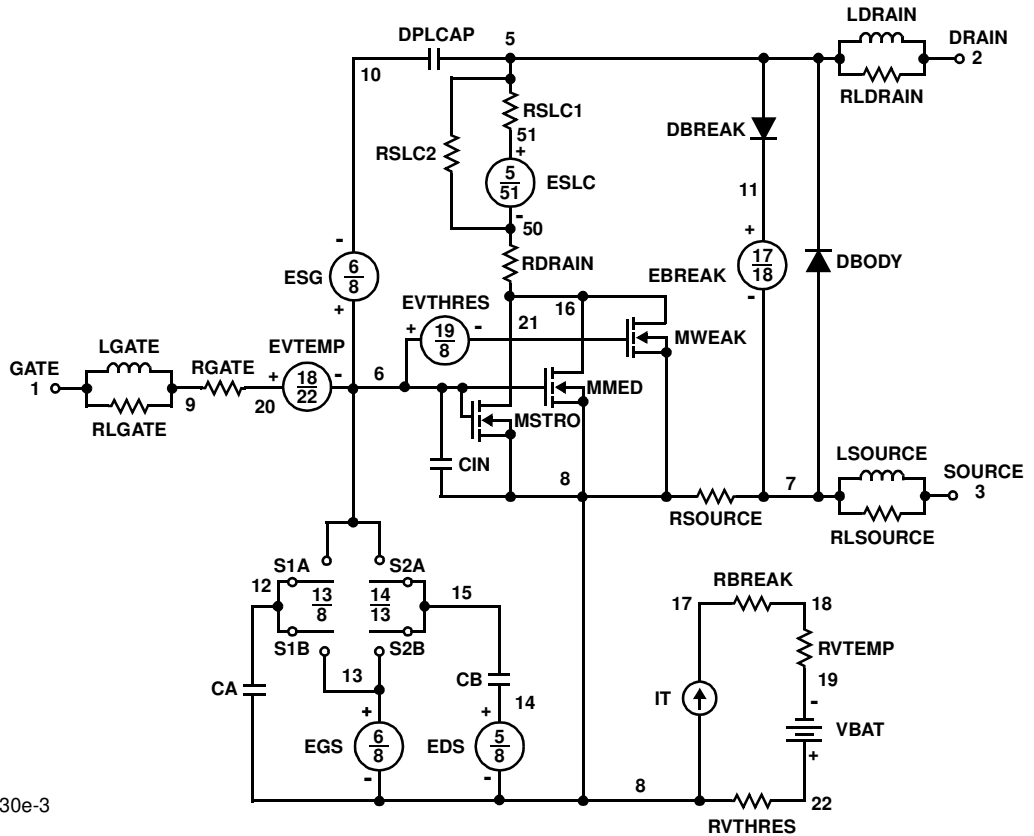 LDRAIN
DPLCAP
5
DRAIN
2
10
RLDRAIN
RSLC1
51
DBREAK
RSLC2
+
5
51
ESLC
11
-
50
-
+
RDRAIN
17
18
ESG
6
8
EBREAK
DBODY
+
EVTHRES
16
-
+
19
8
-
21
MWEAK
LGATE
EVTEMP
GATE
1
RGATE
+
18
22
-
6
MMED
9
20
MSTRO
RLGATE
LSOURCE
CIN
8
7
SOURCE
3
RSOURCE
RLSOURCE
S1A
S2A
12
13
8
14
13
15
RBREAK
17
18
S1B
S2B
RVTEMP
13
CB
19
CA
14
IT
-
+
+
VBAT
EGS
6
8
EDS
5
8
+
-
-
8
22
30e-3
RVTHRES